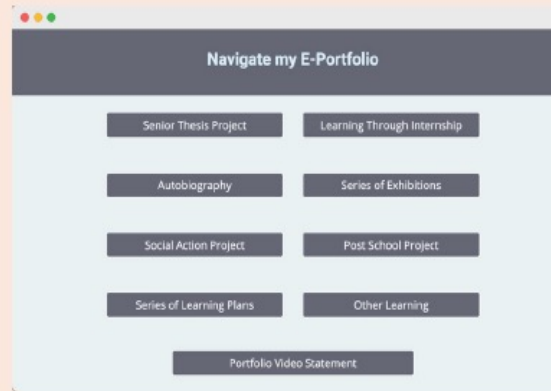 Navigate my E-Portfolio
Senior Thesis Project
Learning Through Internship
Autobiography
Series of Exhibitions
Social Action Project
Post School Project
Series of Learning Plans
Other Learning
Portfolio Video Statement